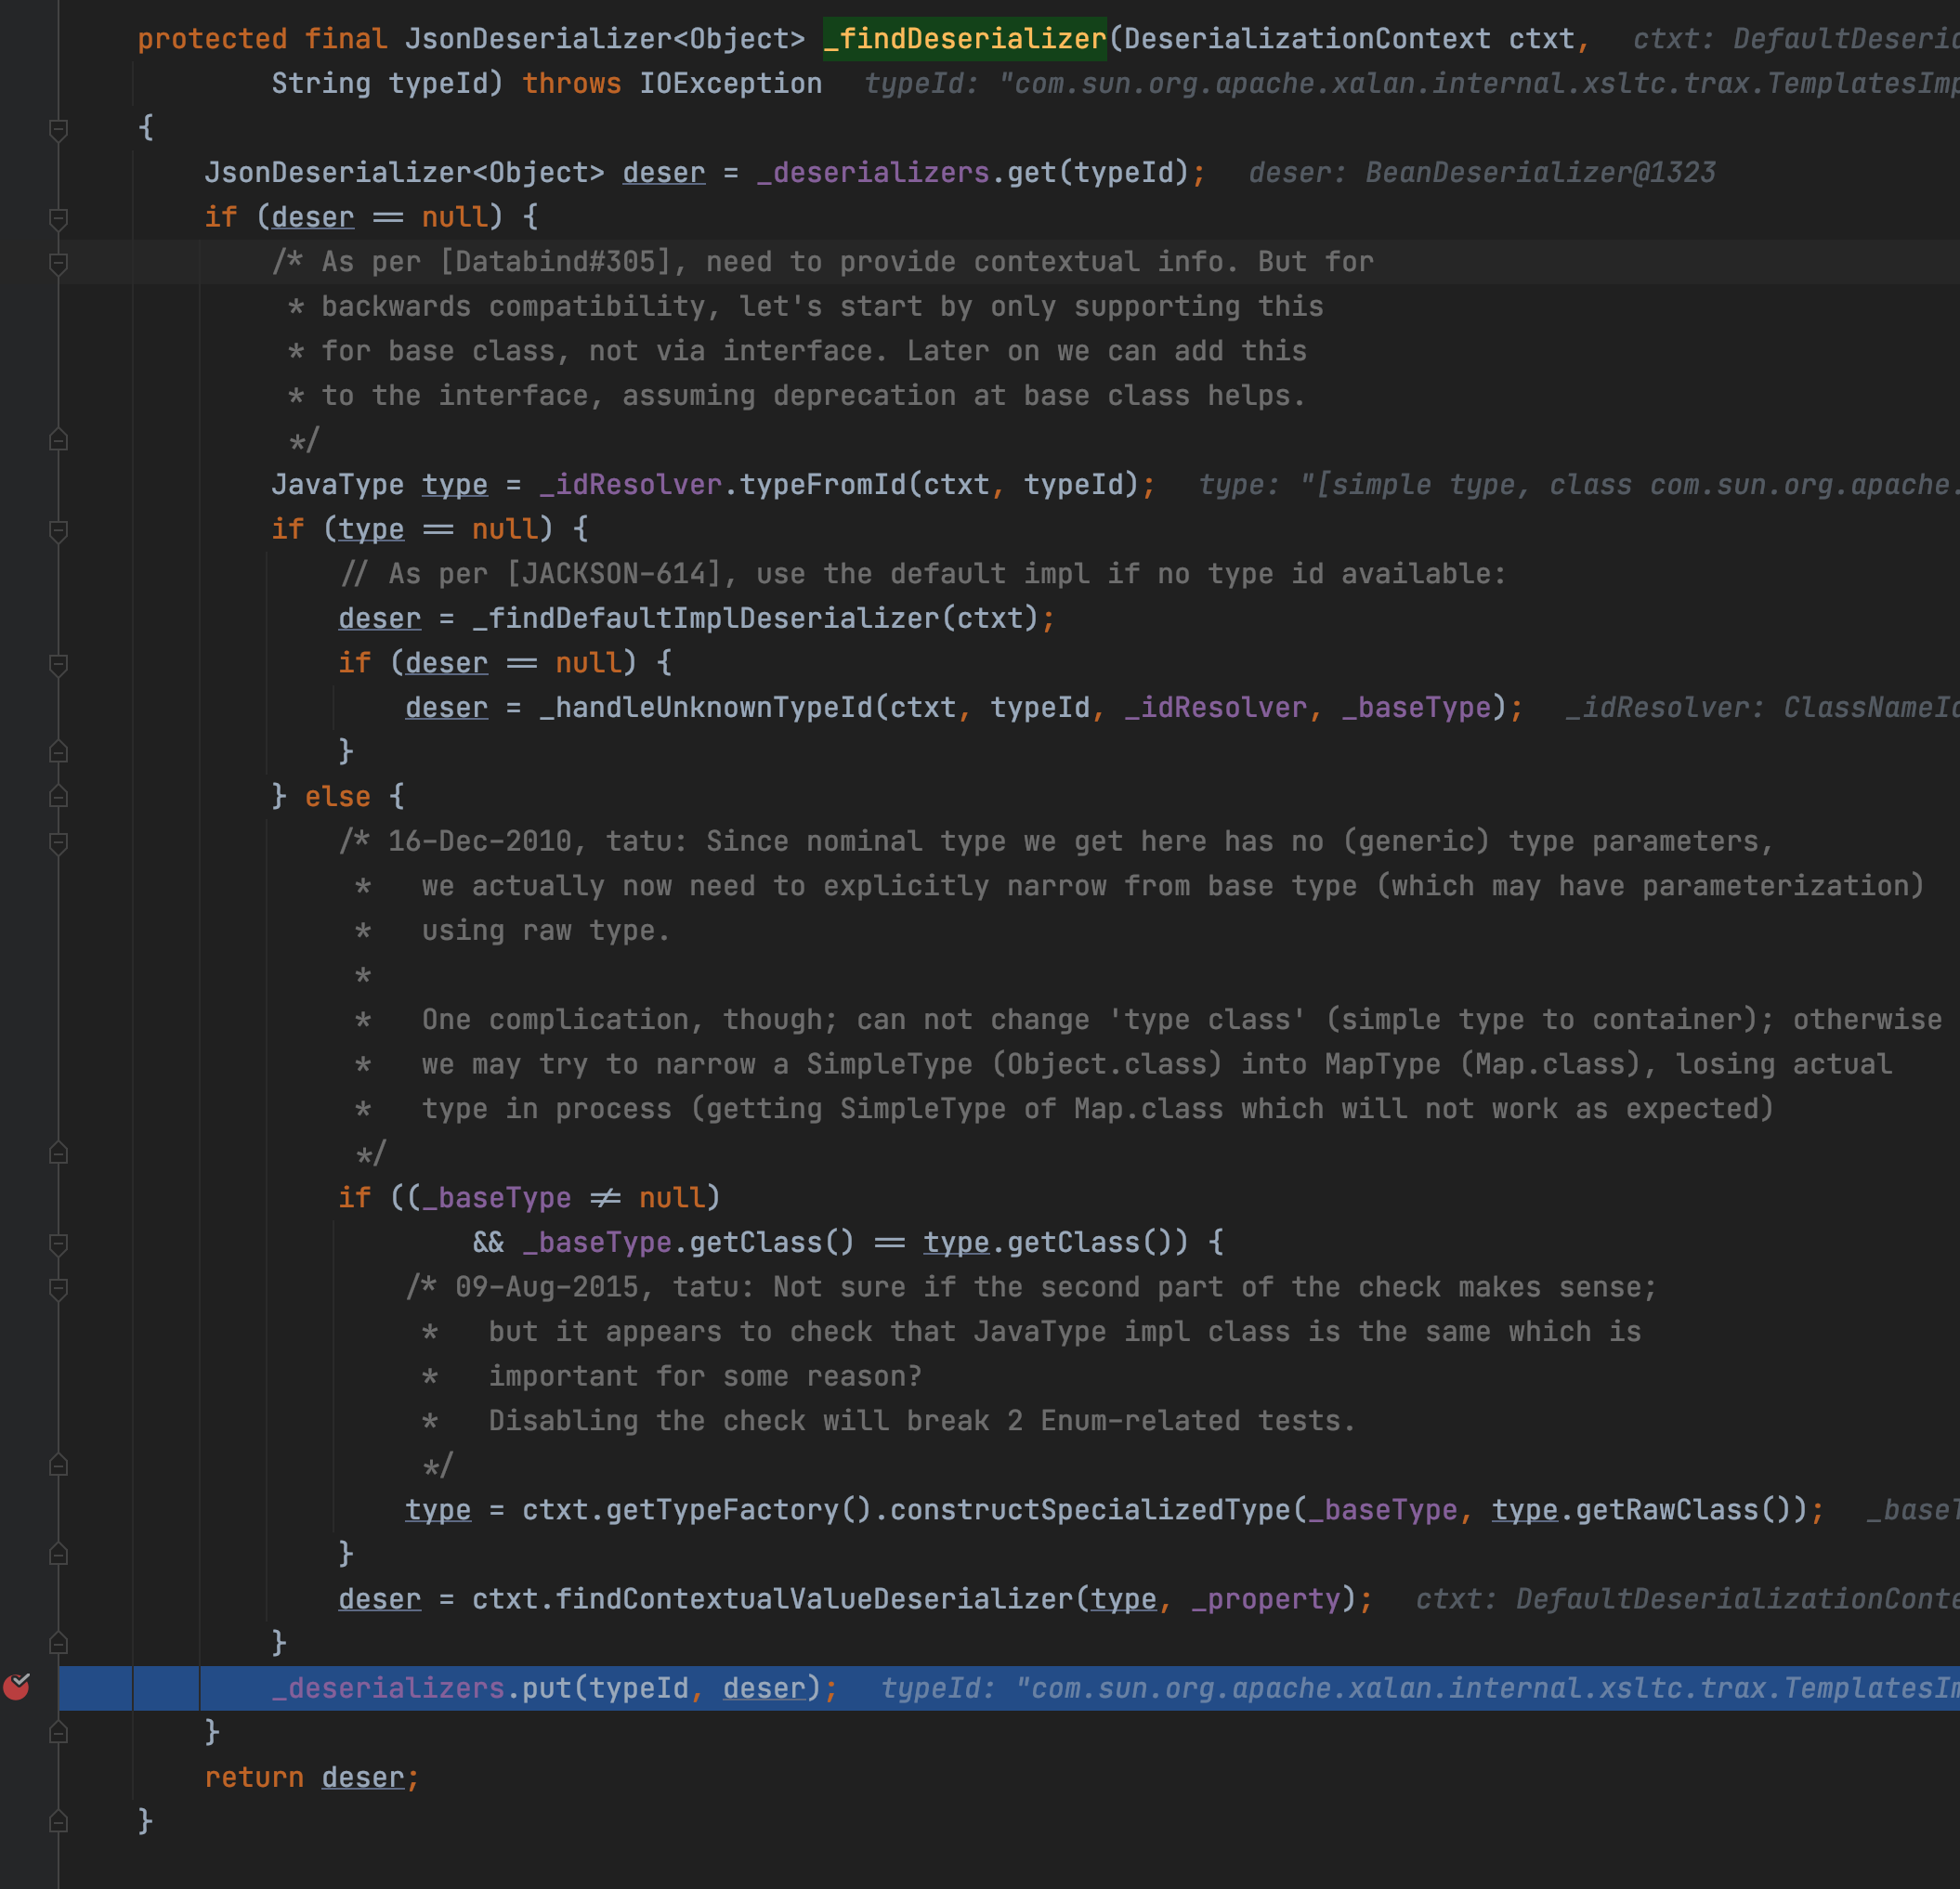 protected final JsonDeserializer<Object> _findDeserializer(DeserializationContext ctxt, ctxt: DefaultDeseria
String typeId) throws IOException typeId: "com.sun.org.apache.xalan.internal.xsltc.trax.TemplatesImp
{
JsonDeserializer<Object> deser = _deserializers.get(typeId); deser: BeanDeserializer@1323
if (deser == null) {
/* As per [Databind#305], need to provide contextual info. But for
* backwards compatibility, let's start by only supporting this
* for base class, not via interface. Later on we can add this
* to the interface, assuming deprecation at base class helps.
*/
JavaType type = _idResolver.typeFromId(ctxt, typeId); type: "[simple type, class com.sun.org.apache.
if (type == null) {
// As per [JACKSON-614], use the default impl if no type id available:
deser = _findDefaultImplDeserializer(ctxt);
if (deser == null) {
deser = _handleUnknownTypeId(ctxt, typeId, _idResolver, _baseType); _idResolver: ClassNameId
}
} else {
/* 16-Dec-2010, tatu: Since nominal type we get here has no (generic) type parameters,
* we actually now need to explicitly narrow from base type (which may have parameterization)
* using raw type.
*
* One complication, though; can not change 'type class' (simple type to container); otherwise
* we may try to narrow a SimpleType (Object.class) into MapType (Map.class), losing actual
* type in process (getting SimpleType of Map.class which will not work as expected)
*/
if ((_baseType != null)
&& _baseType.getClass() == type.getClass()) {
/* 09-Aug-2015, tatu: Not sure if the second part of the check makes sense;
* but it appears to check that JavaType impl class is the same which is
* important for some reason?
* Disabling the check will break 2 Enum-related tests.
*/
type = ctxt.getTypeFactory().constructSpecializedType(_baseType, type.getRawClass()); _baseT
}
deser = ctxt.findContextualValueDeserializer(type, _property); ctxt: DefaultDeserializationConte
}
_deserializers.put(typeId, deser); typeId: "com.sun.org.apache.xalan.internal.xsltc.trax.TemplatesIm
}
return deser;
}